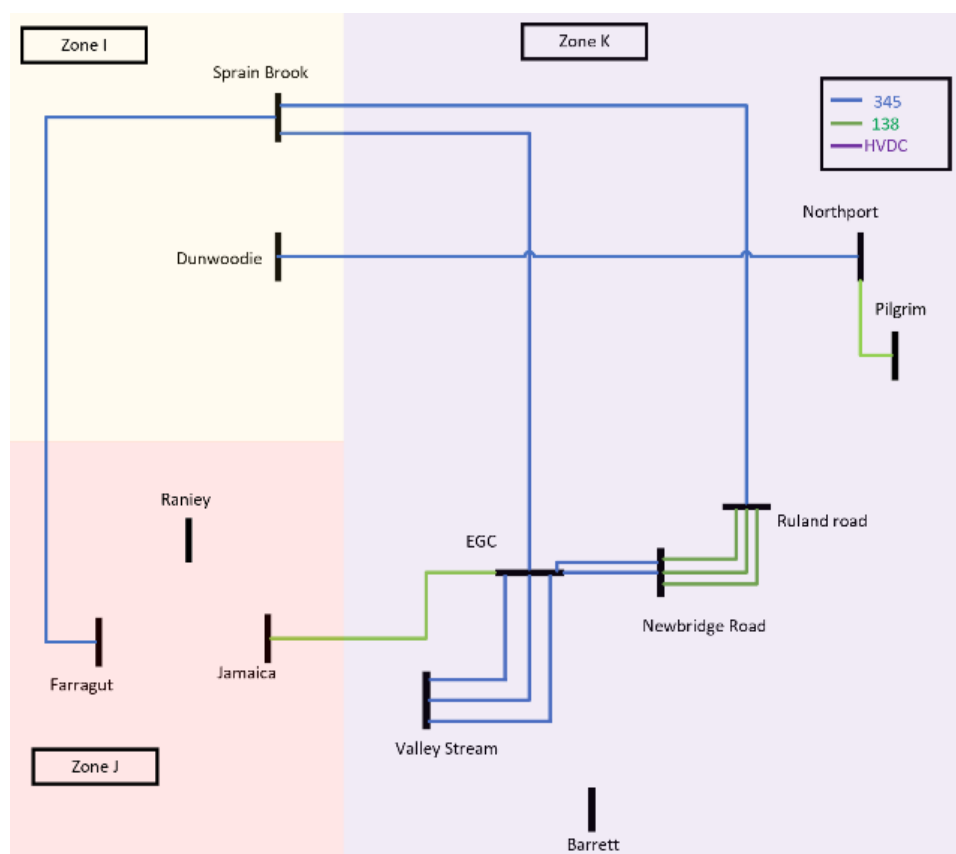 Zone I
Zone K
Sprain Brook
345
138
HVDC
Northport
Dunwoodie
Pilgrim
Raniey
Ruland road
EGC
Newbridge Road
Jamaica
Farragut
Valley Stream
Zone J
Barrett